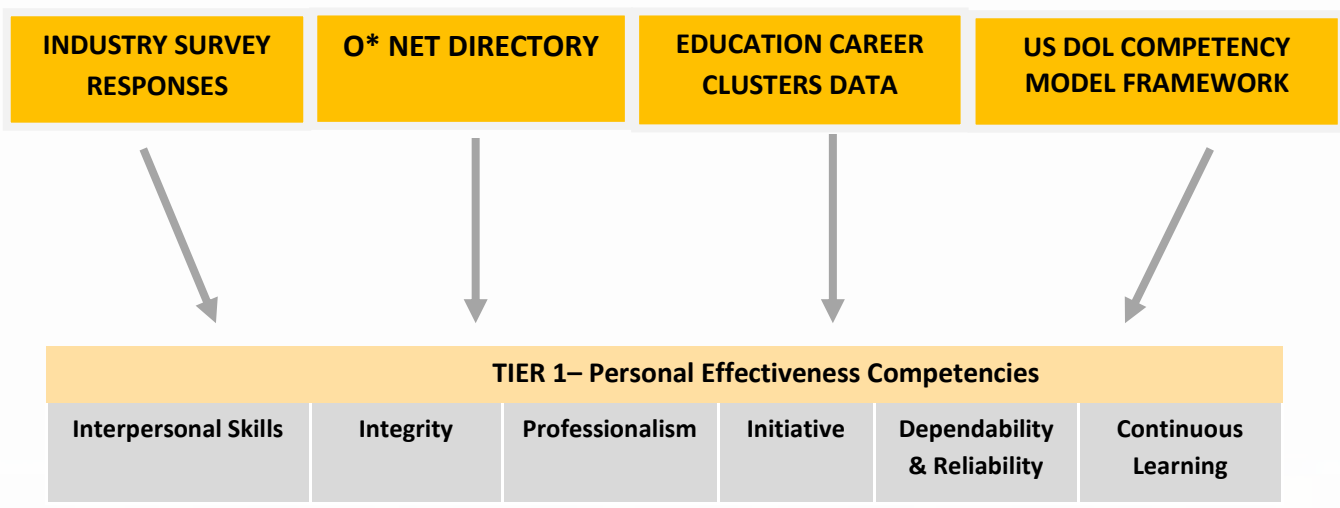 INDUSTRY SURVEY
RESPONSES
O* NET DIRECTORY
EDUCATION CAREER
CLUSTERS DATA
US DOL COMPETENCY
MODEL FRAMEWORK
TIER 1– Personal Effectiveness Competencies
Interpersonal Skills
Integrity
Professionalism
Initiative
Dependability
& Reliability
Continuous
Learning